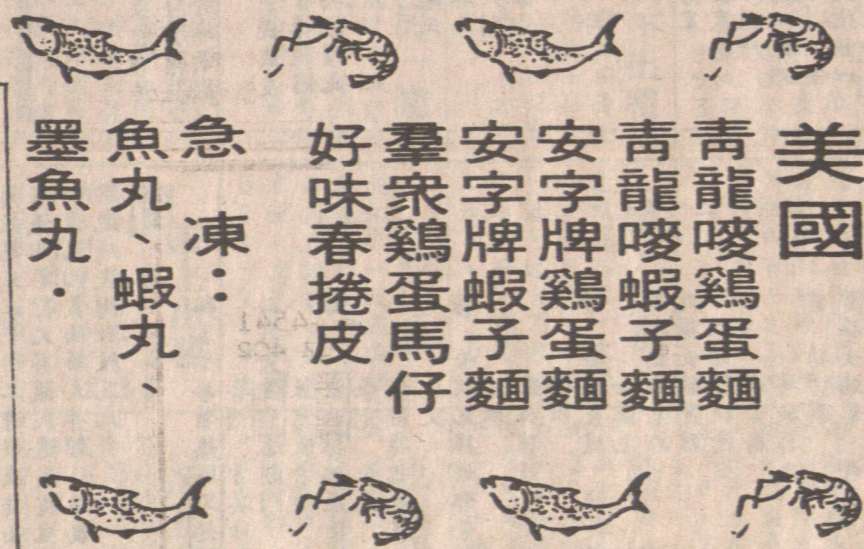 美國
青龍嘜鷄蛋麵
青龍嘜蝦子麵
安字牌鷄蛋麵
安字牌蝦子麵
羣衆鷄蛋馬仔
好味春捲皮
急凍：
魚丸、蝦丸、
墨魚丸．